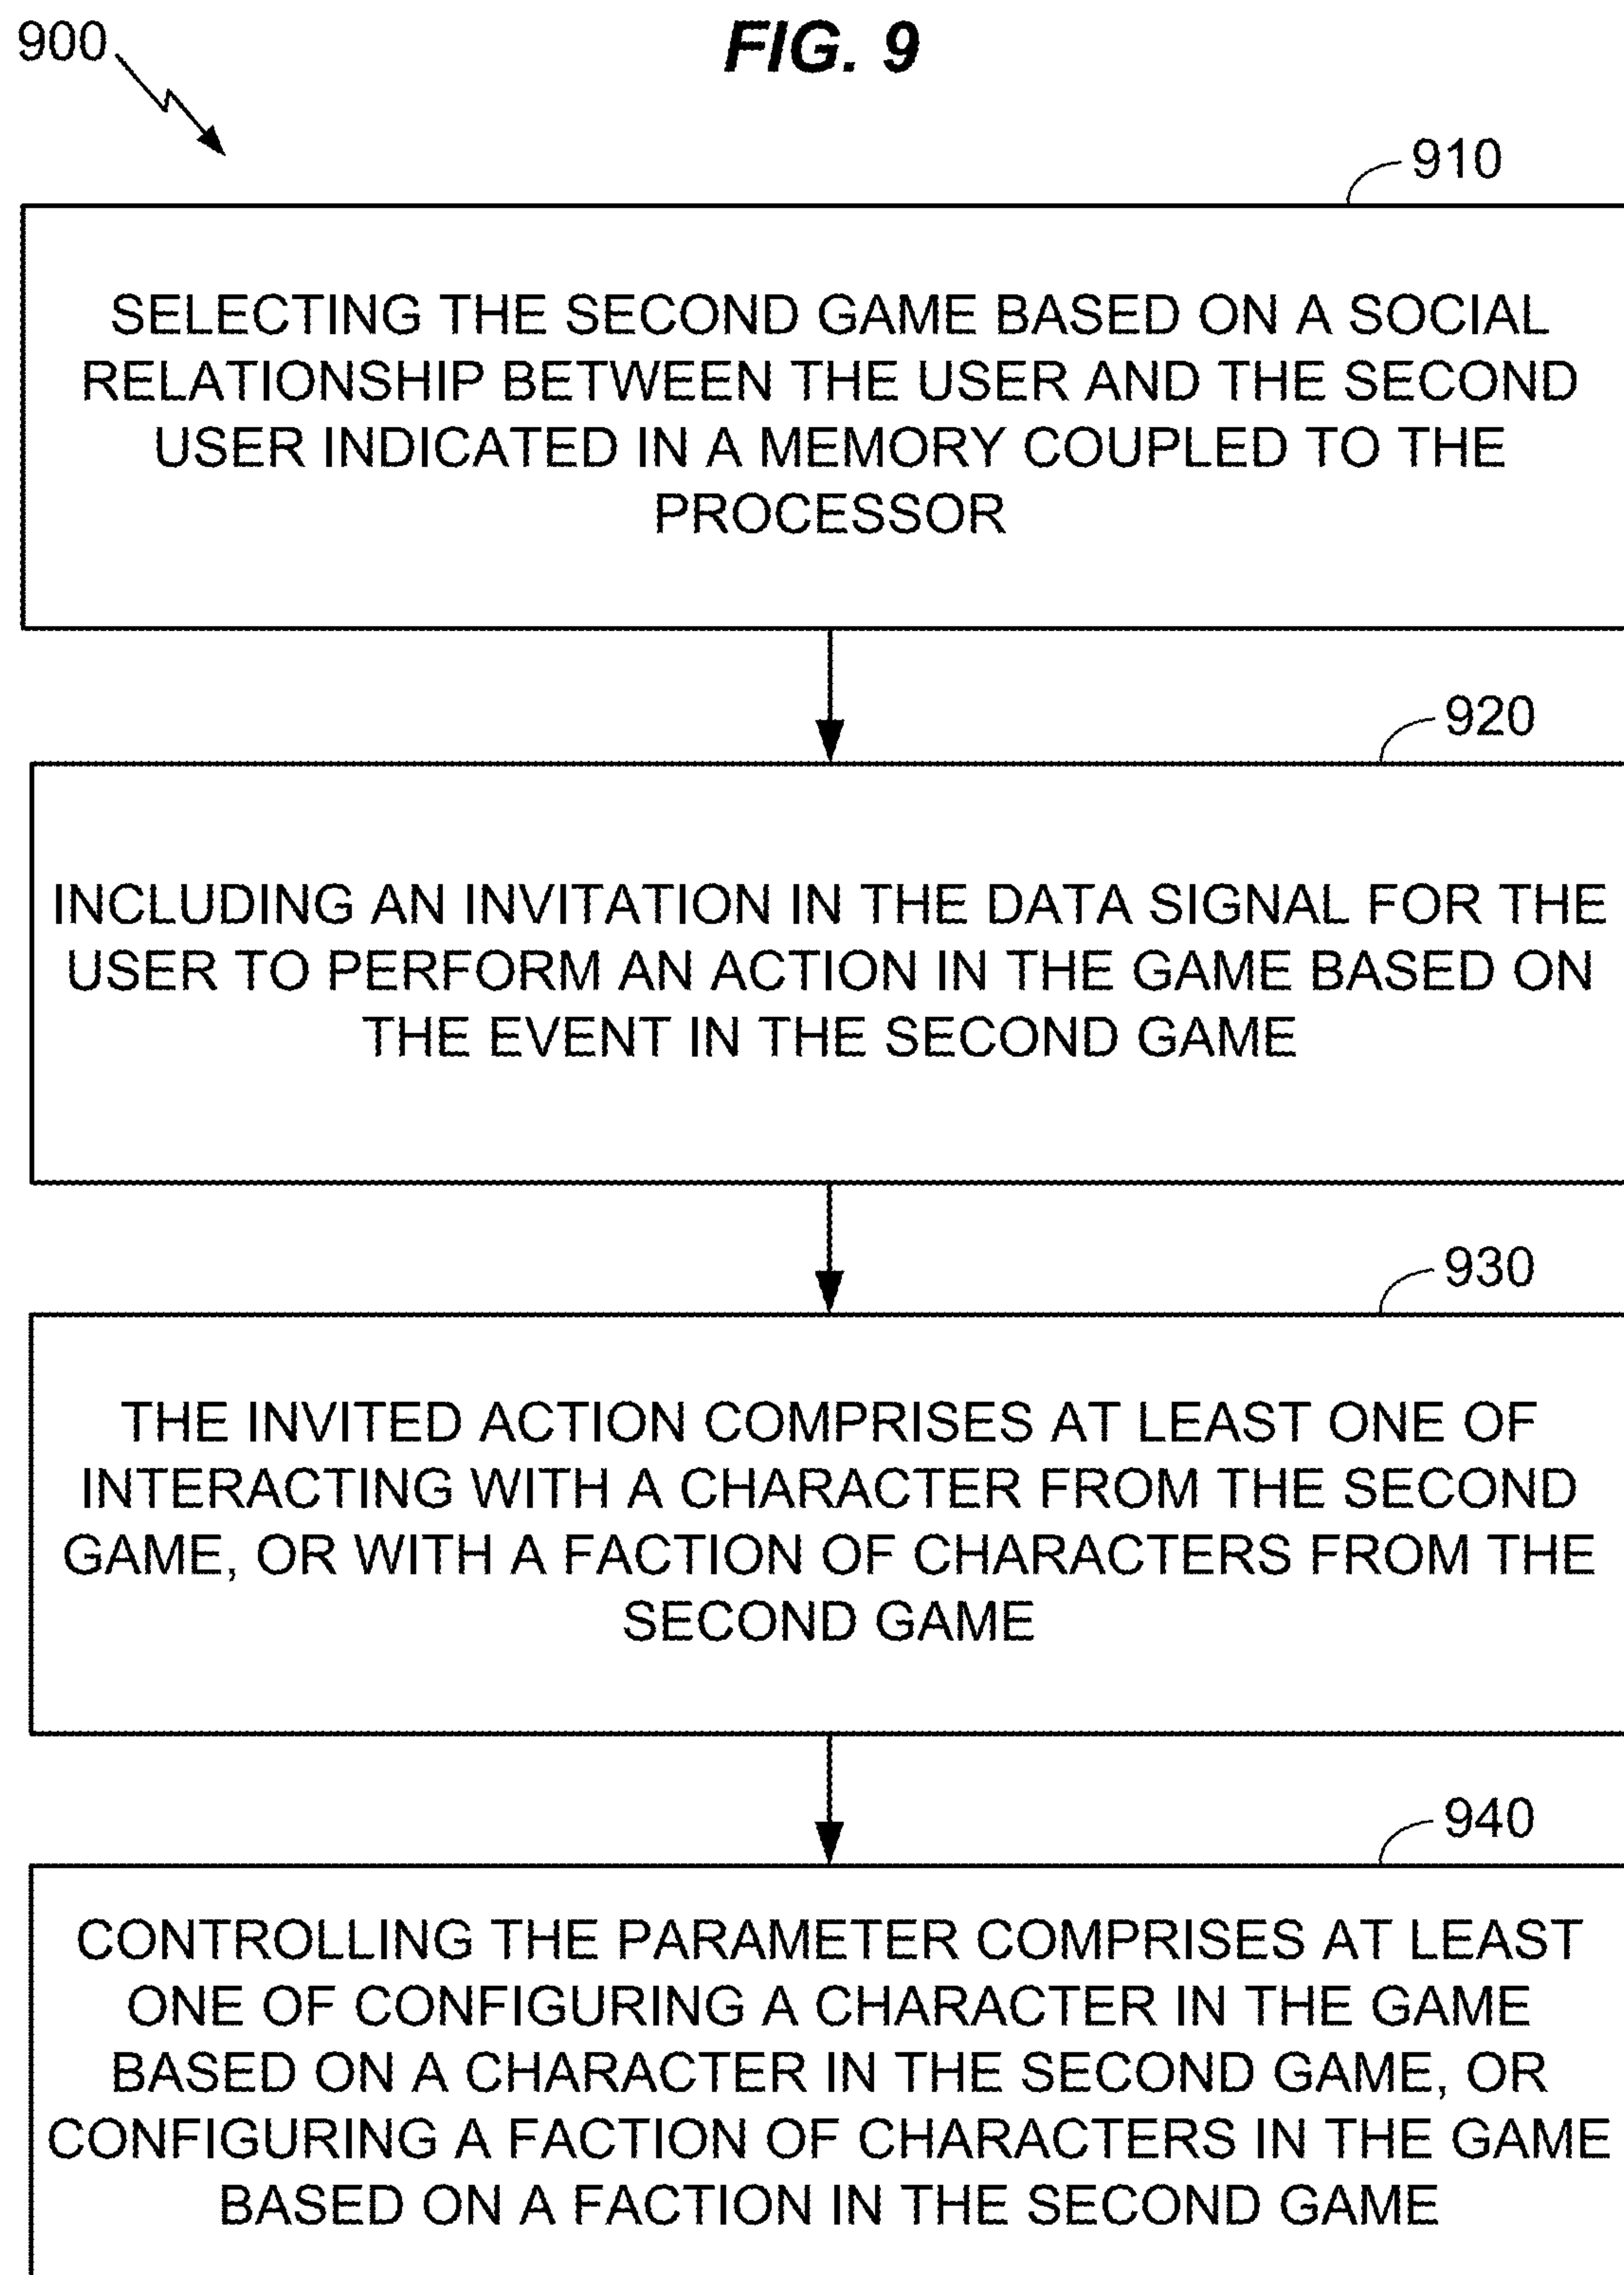 900
FIG. 9
910
SELECTING THE SECOND GAME BASED ON A SOCIAL
RELATIONSHIP BETWEEN THE USER AND THE SECOND
USER INDICATED IN A MEMORY COUPLED TO THE
PROCESSOR
920
INCLUDING AN INVITATION IN THE DATA SIGNAL FOR THE
USER TO PERFORM AN ACTION IN THE GAME BASED ON
THE EVENT IN THE SECOND GAME
930
THE INVITED ACTION COMPRISES AT LEAST ONE OF
INTERACTING WITH A CHARACTER FROM THE SECOND
GAME, OR WITH A FACTION OF CHARACTERS FROM THE
SECOND GAME
940
CONTROLLING THE PARAMETER COMPRISES AT LEAST
ONE OF CONFIGURING A CHARACTER IN THE GAME
BASED ON A CHARACTER IN THE SECOND GAME, OR
CONFIGURING A FACTION OF CHARACTERS IN THE GAME
BASED ON A FACTION IN THE SECOND GAME